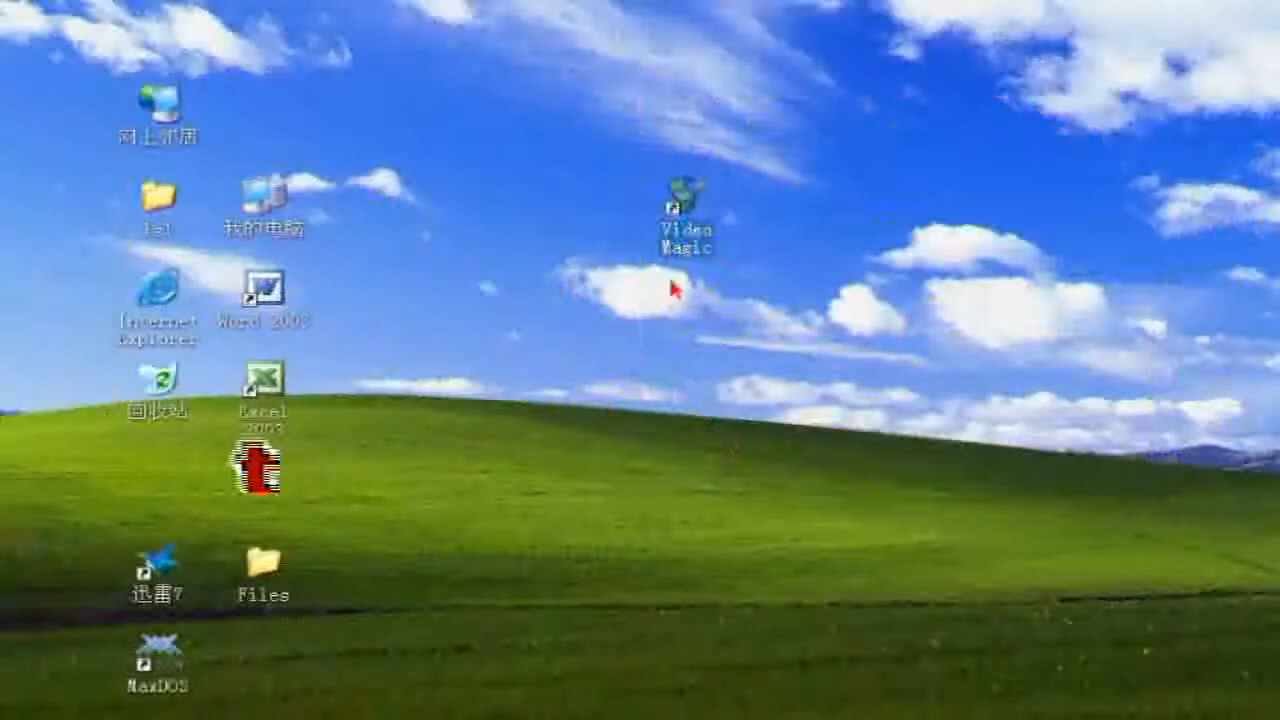 网上邻居
1s1
我的电脑
Video
Magic
Internet
Explorer
Word 2003
回收站
Excel
2003
t
迅雷7
Files
MaxDOS